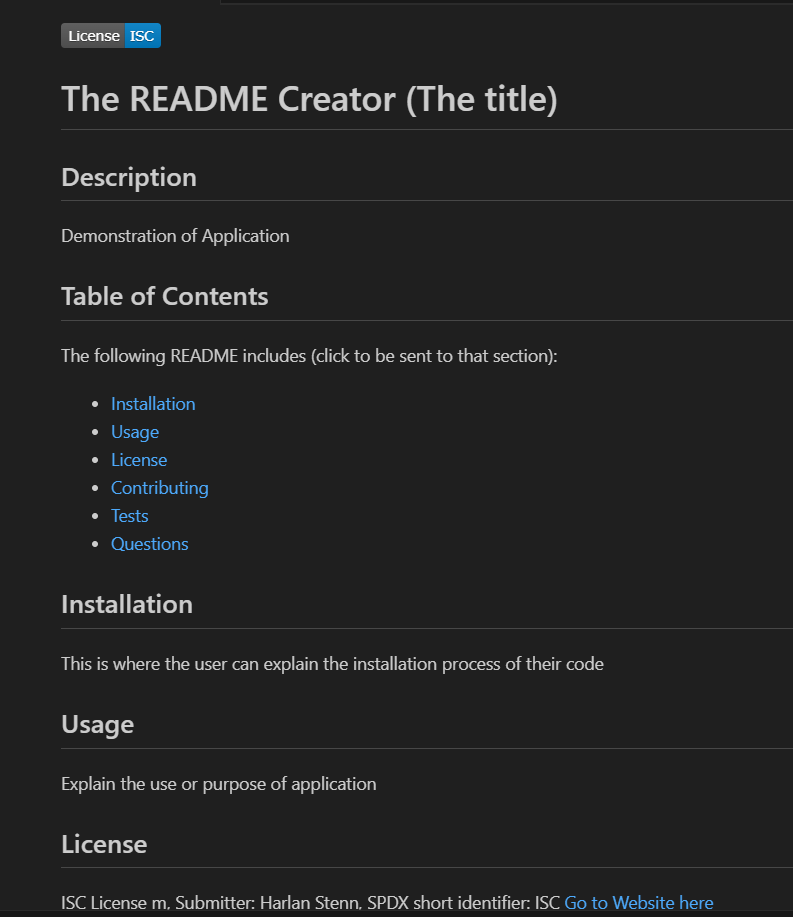 License ISC
The README Creator (The title)
Description
Demonstration of Application
Table of Contents
The following README includes (click to be sent to that section):
Installation
Usage
License
Contributing
Tests
Questions
Installation
This is where the user can explain the installation process of their code
Usage
Explain the use or purpose of application
License
ISC License m, Submitter: Harlan Stenn, SPDX short identifier: ISC Go to Website here